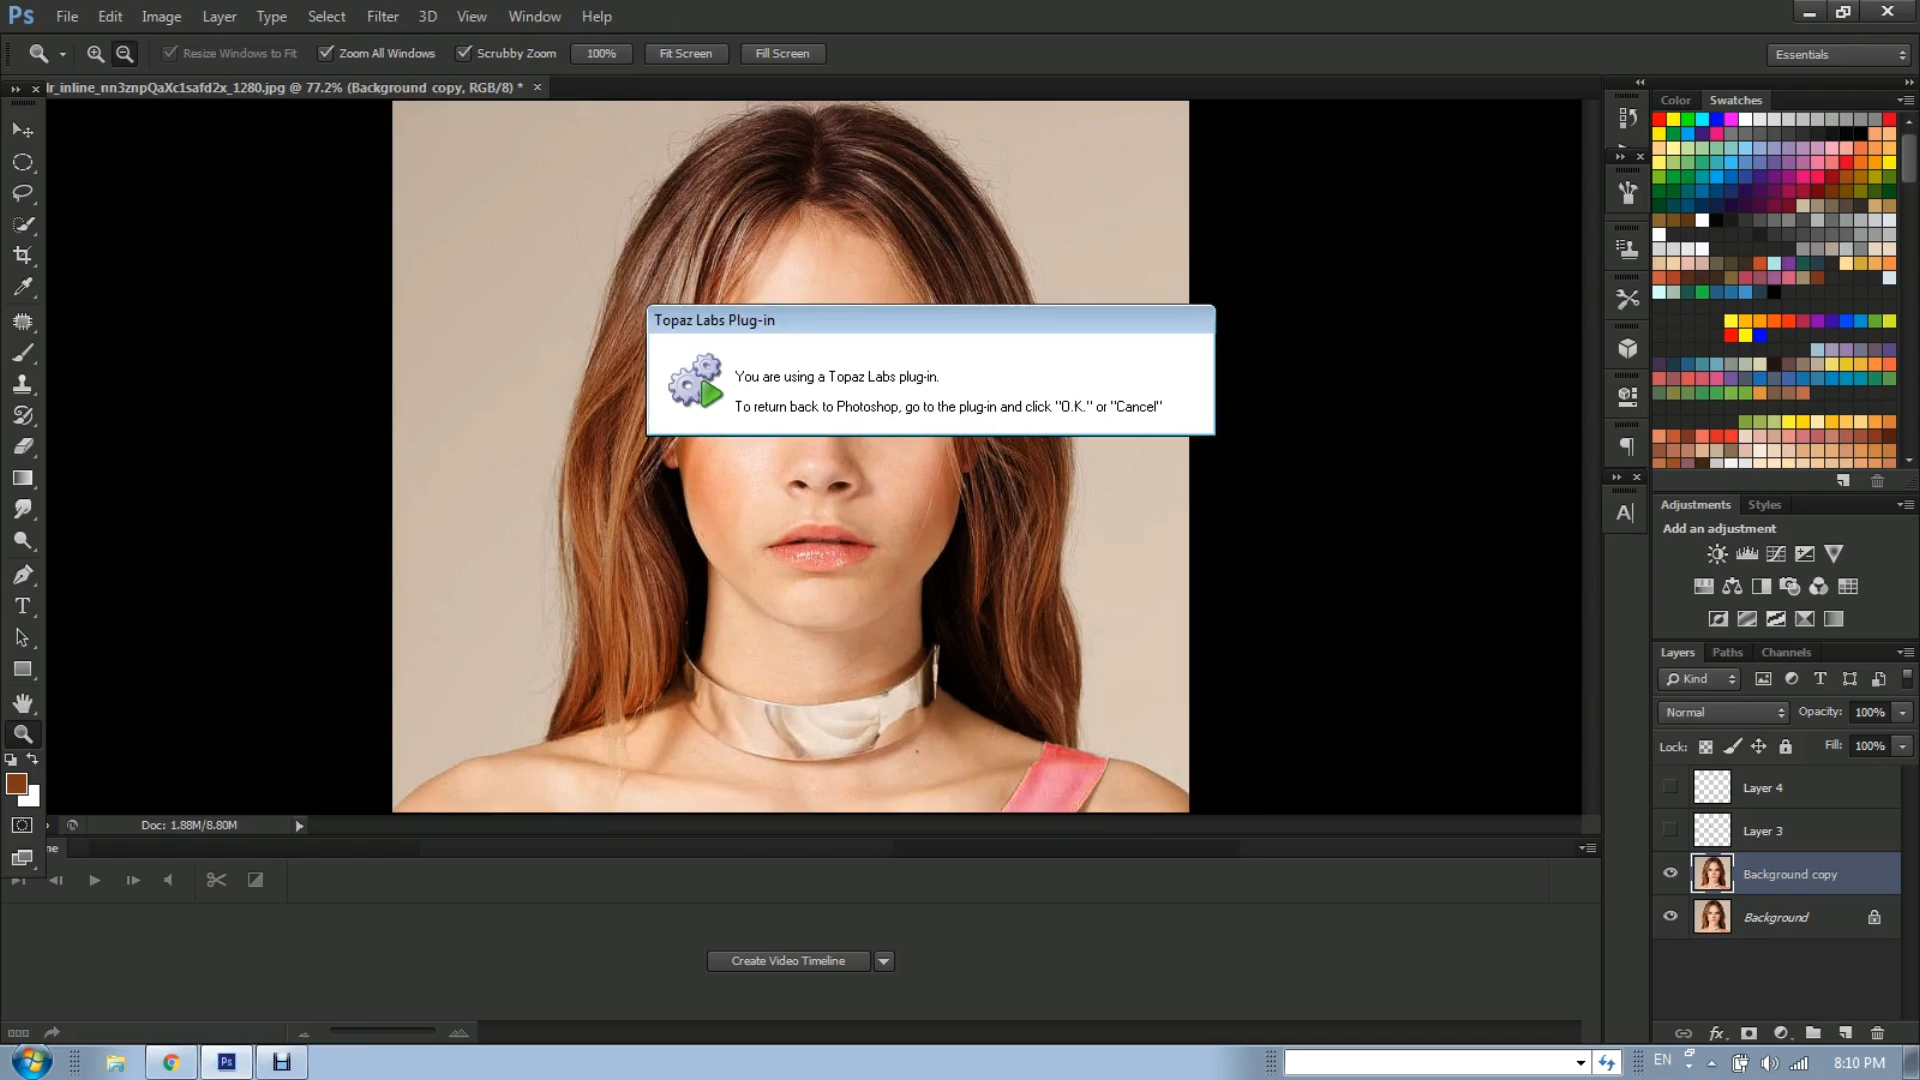 Ps File Edit Image Layer Type Select Filter 3D View Window Help
Resize Windows to Fit Zoom All Windows Scrubby Zoom 100% Fit Screen Fill Screen Essentials
lr_inline_nn3znpQaXc1safd2x_1280.jpg @ 77.2% (Background copy, RGB/8) *
Color Swatches
Topaz Labs Plug-in
You are using a Topaz Labs plug-in.
To return back to Photoshop, go to the plug-in and click "O.K." or "Cancel"
Adjustments Styles
Add an adjustment
Layers Paths Channels
Kind
Normal Opacity: 100%
Lock: Fill: 100%
Layer 4
Layer 3
Background copy
Background
Doc: 1.88M/8.80M
ne
Create Video Timeline
fx
Ps
EN
8:10 PM